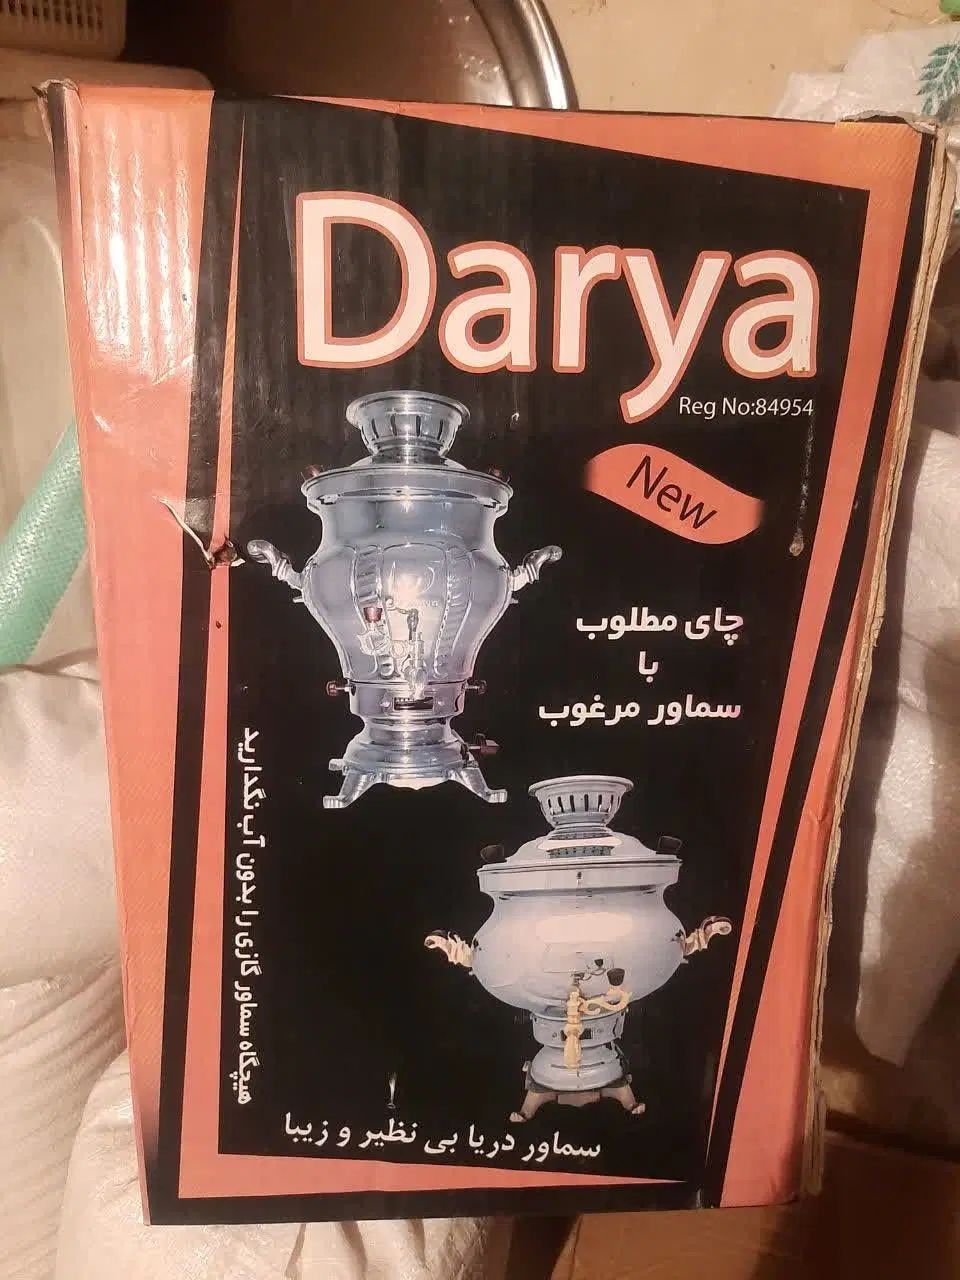 Darya
Reg No:84954
New
چای مطلوب
با
سماور مرغوب
هیچگاه سماور گازی را بدون آب نگذارید
سماور دریا بی نظیر و زیبا